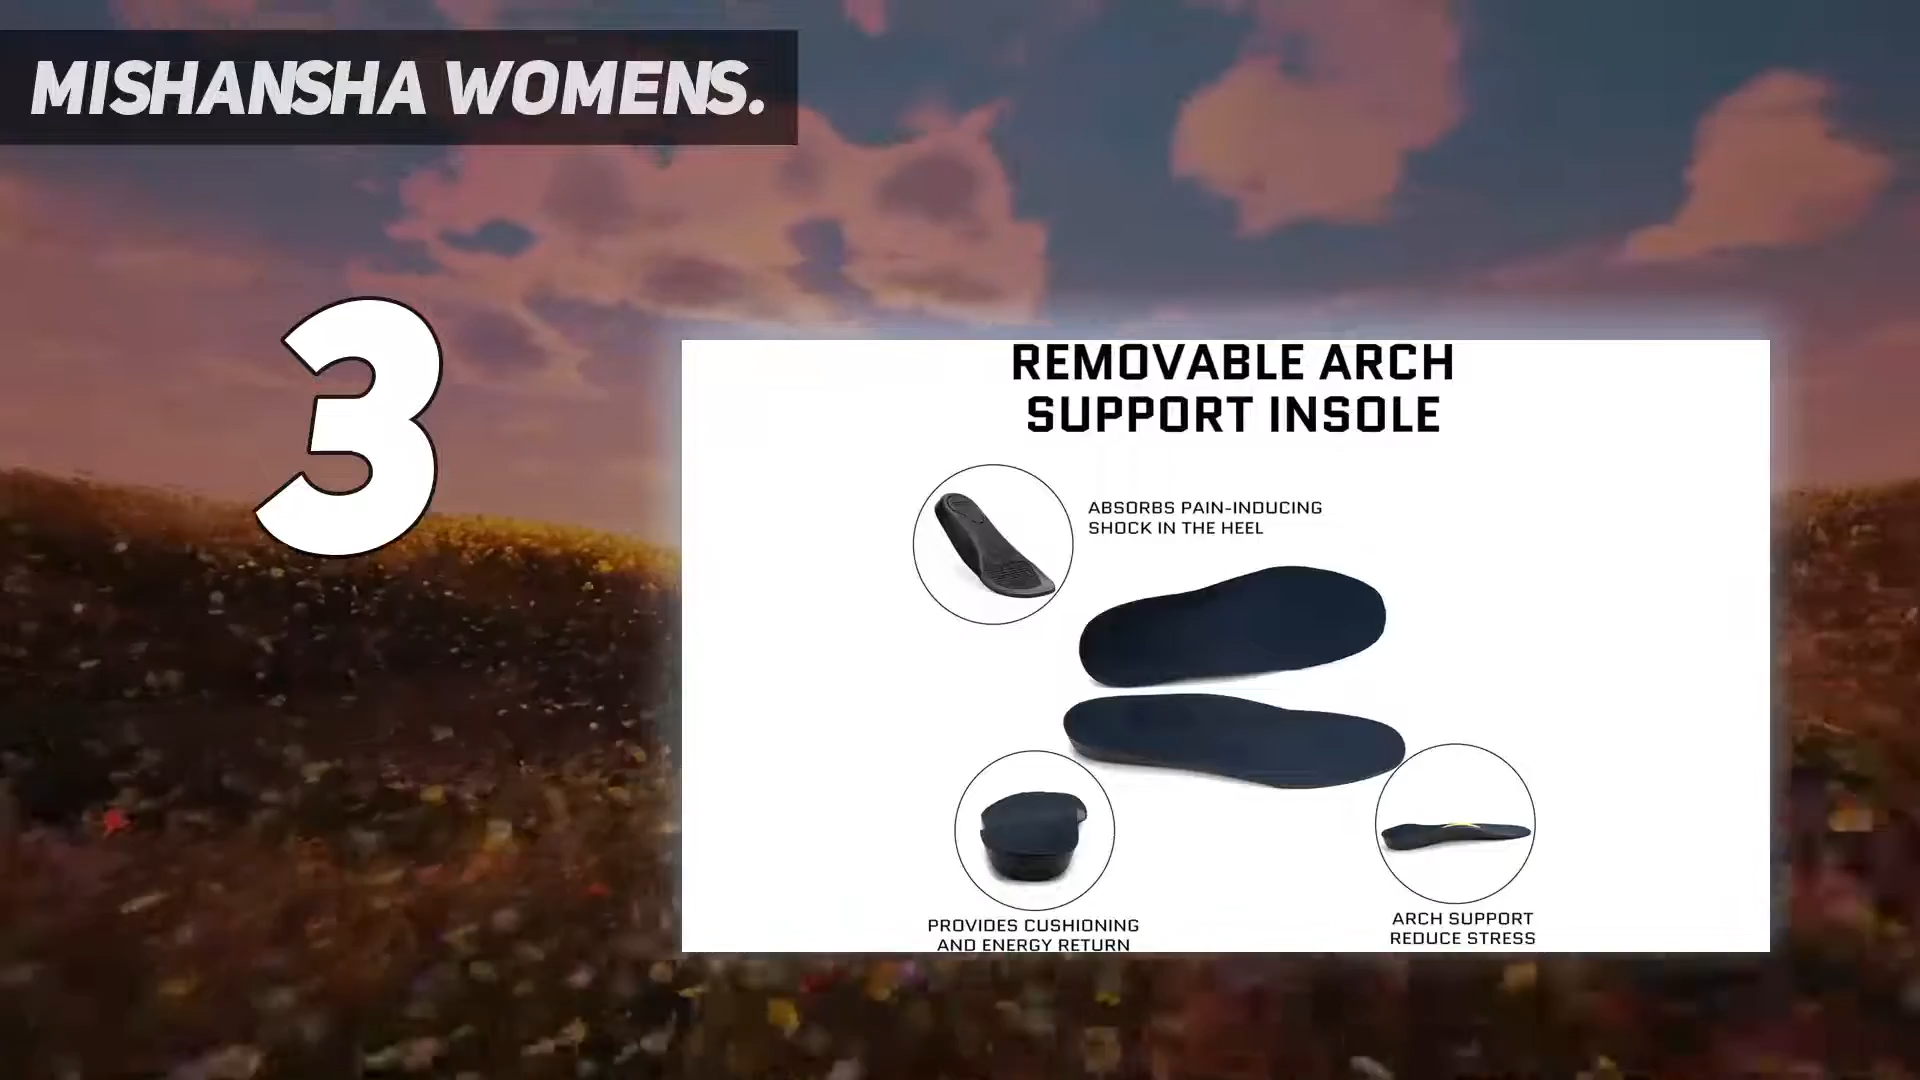 MISHANSHA WOMENS.
3
REMOVABLE ARCH
SUPPORT INSOLE
ABSORBS PAIN-INDUCING
SHOCK IN THE HEEL
PROVIDES CUSHIONING
AND ENERGY RETURN
ARCH SUPPORT
REDUCE STRESS